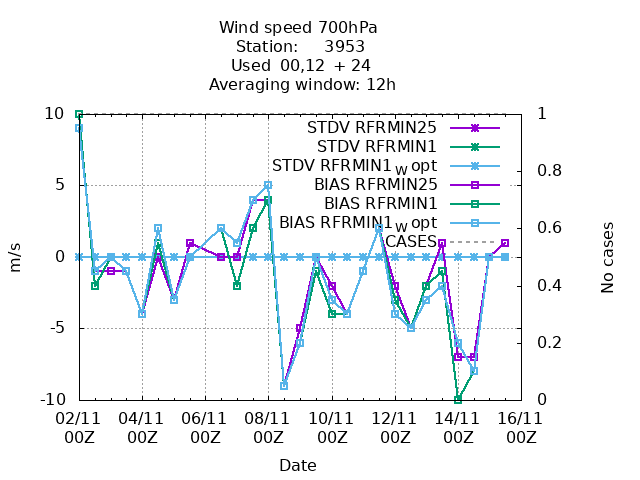 Wind speed 700hPa
Station: 3953
Used 00,12 + 24
Averaging window: 12h
10 1
STDV RFRMIN25
STDV RFRMIN1
STDV RFRMIN1_w opt
0.8
5
BIAS RFRMIN25
BIAS RFRMIN1
BIAS RFRMIN1_w opt
0.6
CASES
0
m/s
No cases
0.4
-5
0.2
-10 0
02/11 04/11 06/11 08/11 10/11 12/11 14/11 16/11
00Z 00Z 00Z 00Z 00Z 00Z 00Z 00Z
Date